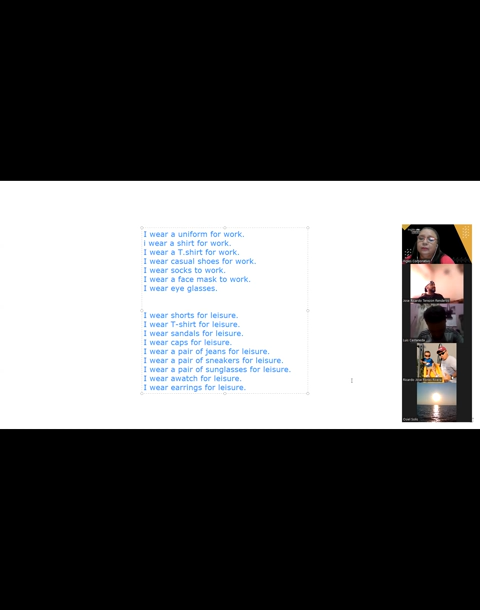 I wear a uniform for work.
i wear a shirt for work.
I wear a T.shirt for work.
I wear casual shoes for work.
I wear socks to work.
I wear a face mask to work.
I wear eye glasses.
I wear shorts for leisure.
I wear T-shirt for leisure.
I wear sandals for leisure.
I wear caps for leisure.
I wear a pair of jeans for leisure.
I wear a pair of sneakers for leisure.
I wear a pair of sunglasses for leisure.
I wear awatch for leisure.
I wear earrings for leisure.